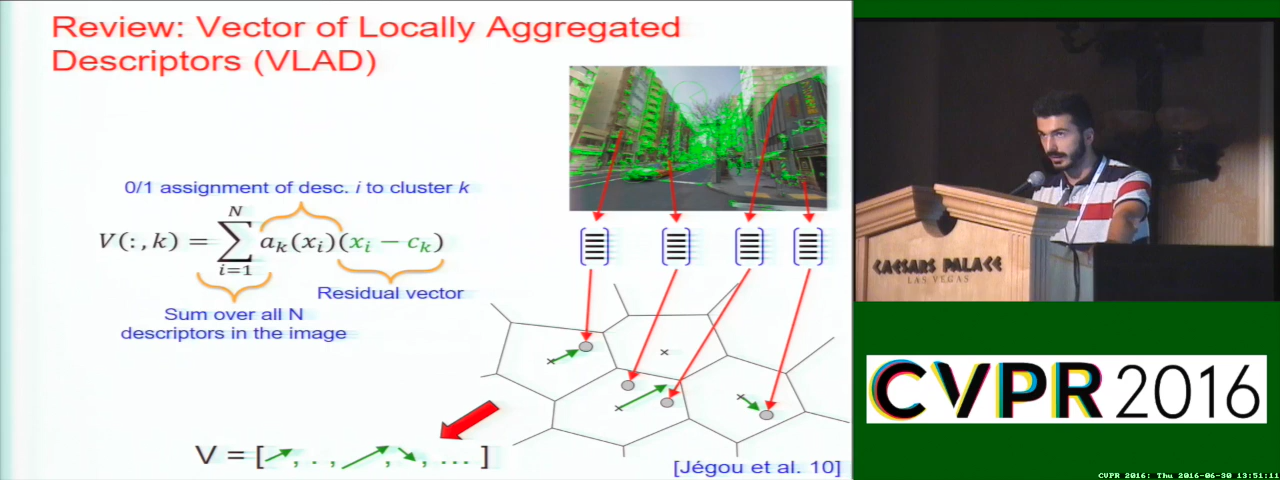 Review: Vector of Locally Aggregated
Descriptors (VLAD)
0/1 assignment of desc. i to cluster k
V(:, k) = ∑ a_k(x_i)(x_i − c_k)
N
i=1
Residual vector
Sum over all N
descriptors in the image
V = [ , . , , , ... ]
[Jégou et al. 10]
CAESARS PALACE
LAS VEGAS
CVPR 2016
CVPR 2016: Thu 2016-06-30 13:51:11